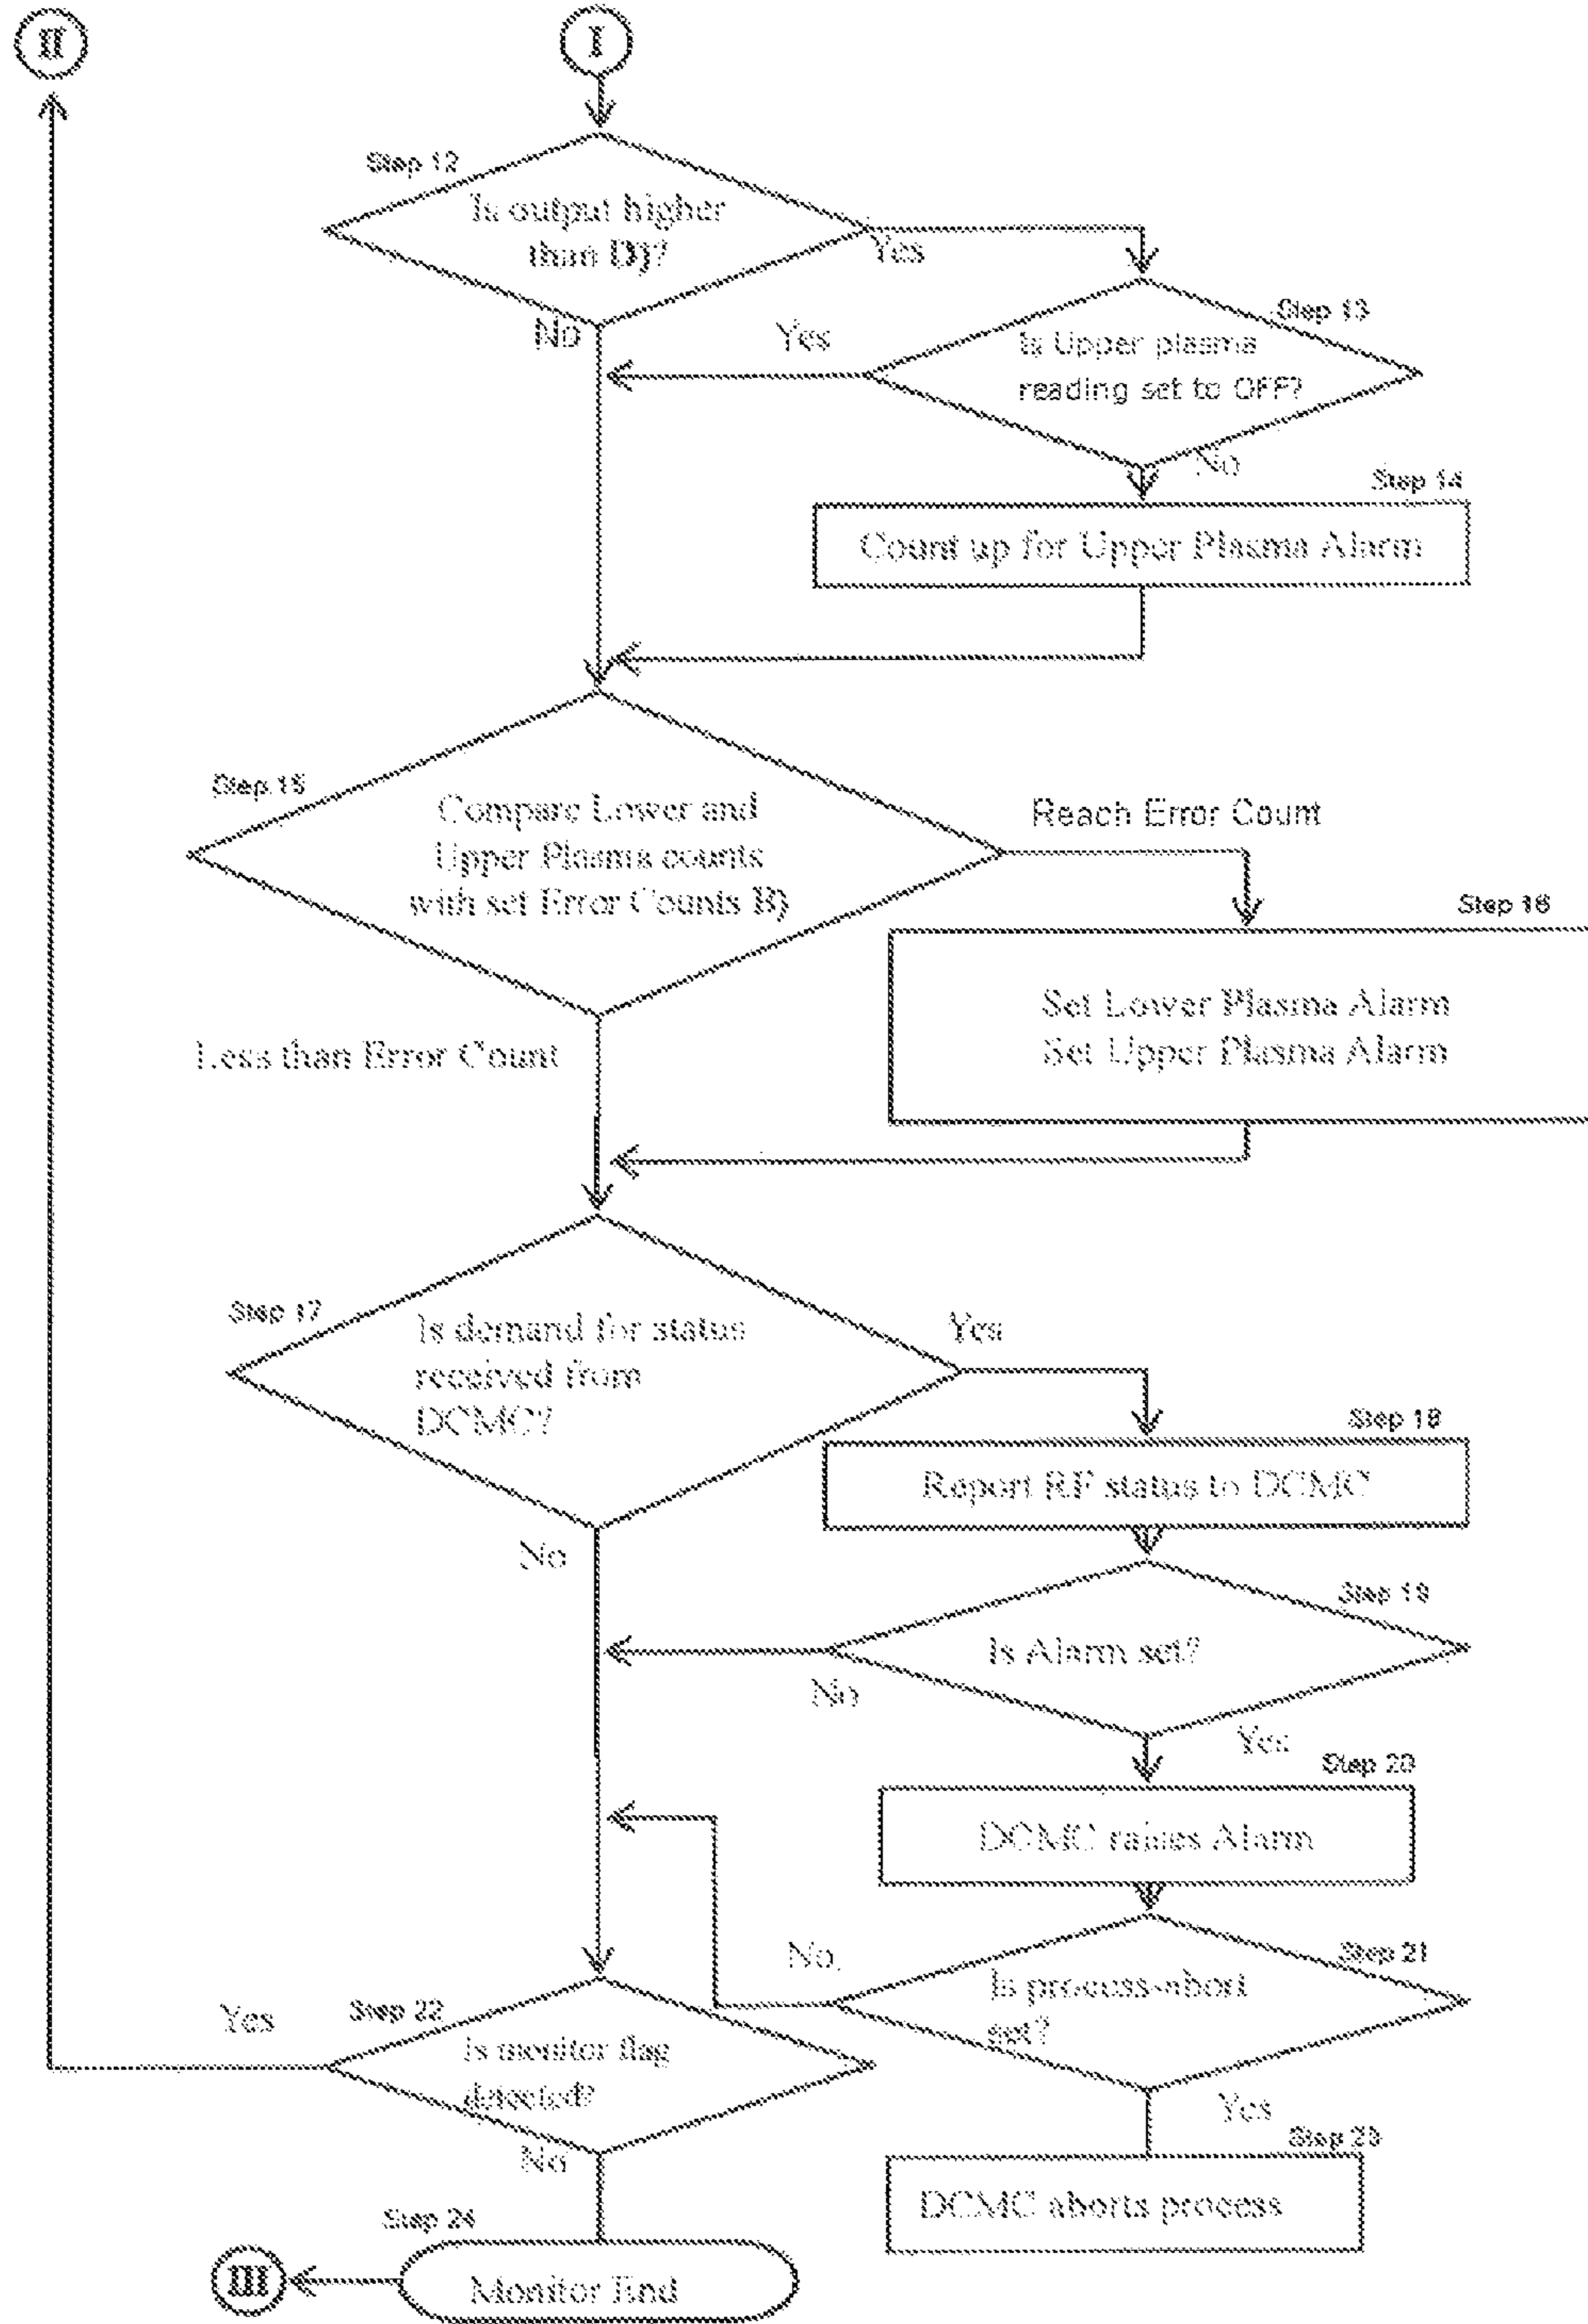 II
I
Step 12
Is output higher
than D)?
Yes
No
Step 13
Is Upper plasma
reading set to OFF?
Yes
No
Step 14
Count up for Upper Plasma Alarm
Step 15
Compare Lower and
Upper Plasma counts
with set Error Counts B)
Reach Error Count
Step 16
Set Lower Plasma Alarm
Set Upper Plasma Alarm
Less than Error Count
Step 17
Is demand for status
received from
DCMC?
Yes
No
Step 18
Report RF status to DCMC
Step 19
Is Alarm set?
No
Yes
Step 20
DCMC raises Alarm
Step 21
Is process-abort
set?
No
Yes
Step 22
Is monitor flag
detected?
Yes
No
Step 23
DCMC aborts process
Step 24
Monitor End
III